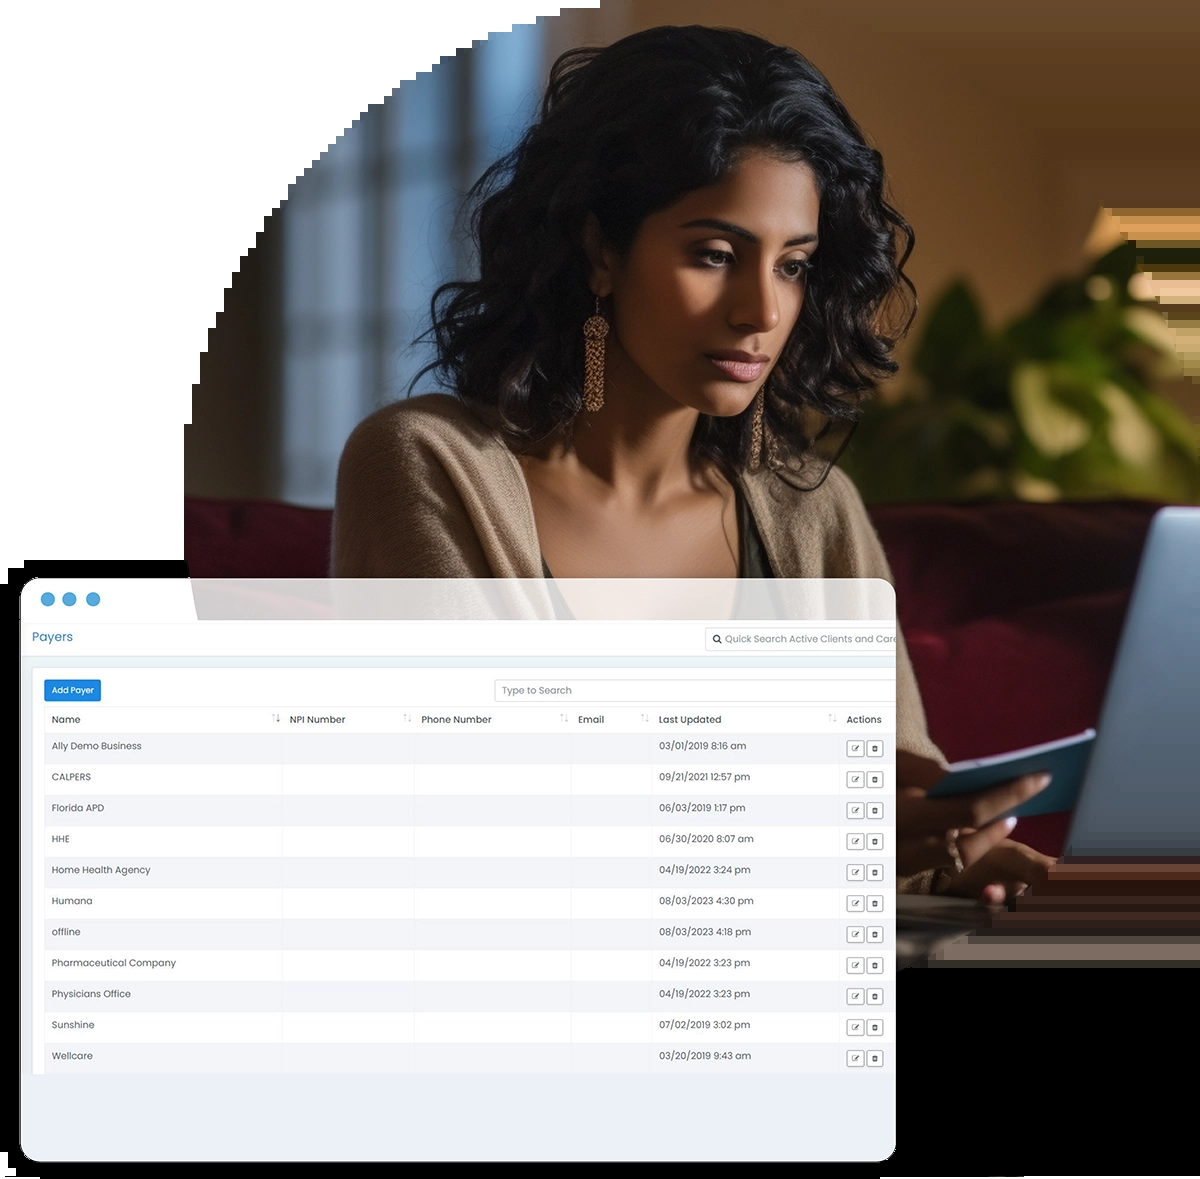 Payers
Quick Search Active Clients and Care
Add Payer
Type to Search
Name NPI Number Phone Number Email Last Updated Actions
Ally Demo Business 03/01/2019 8:16 am
CALPERS 09/21/2021 12:57 pm
Florida APD 06/03/2019 1:17 pm
HHE 06/30/2020 8:07 am
Home Health Agency 04/19/2022 3:24 pm
Humana 08/03/2023 4:30 pm
offline 08/03/2023 4:18 pm
Pharmaceutical Company 04/19/2022 3:23 pm
Physicians Office 04/19/2022 3:23 pm
Sunshine 07/02/2019 3:02 pm
Wellcare 03/20/2019 9:43 am